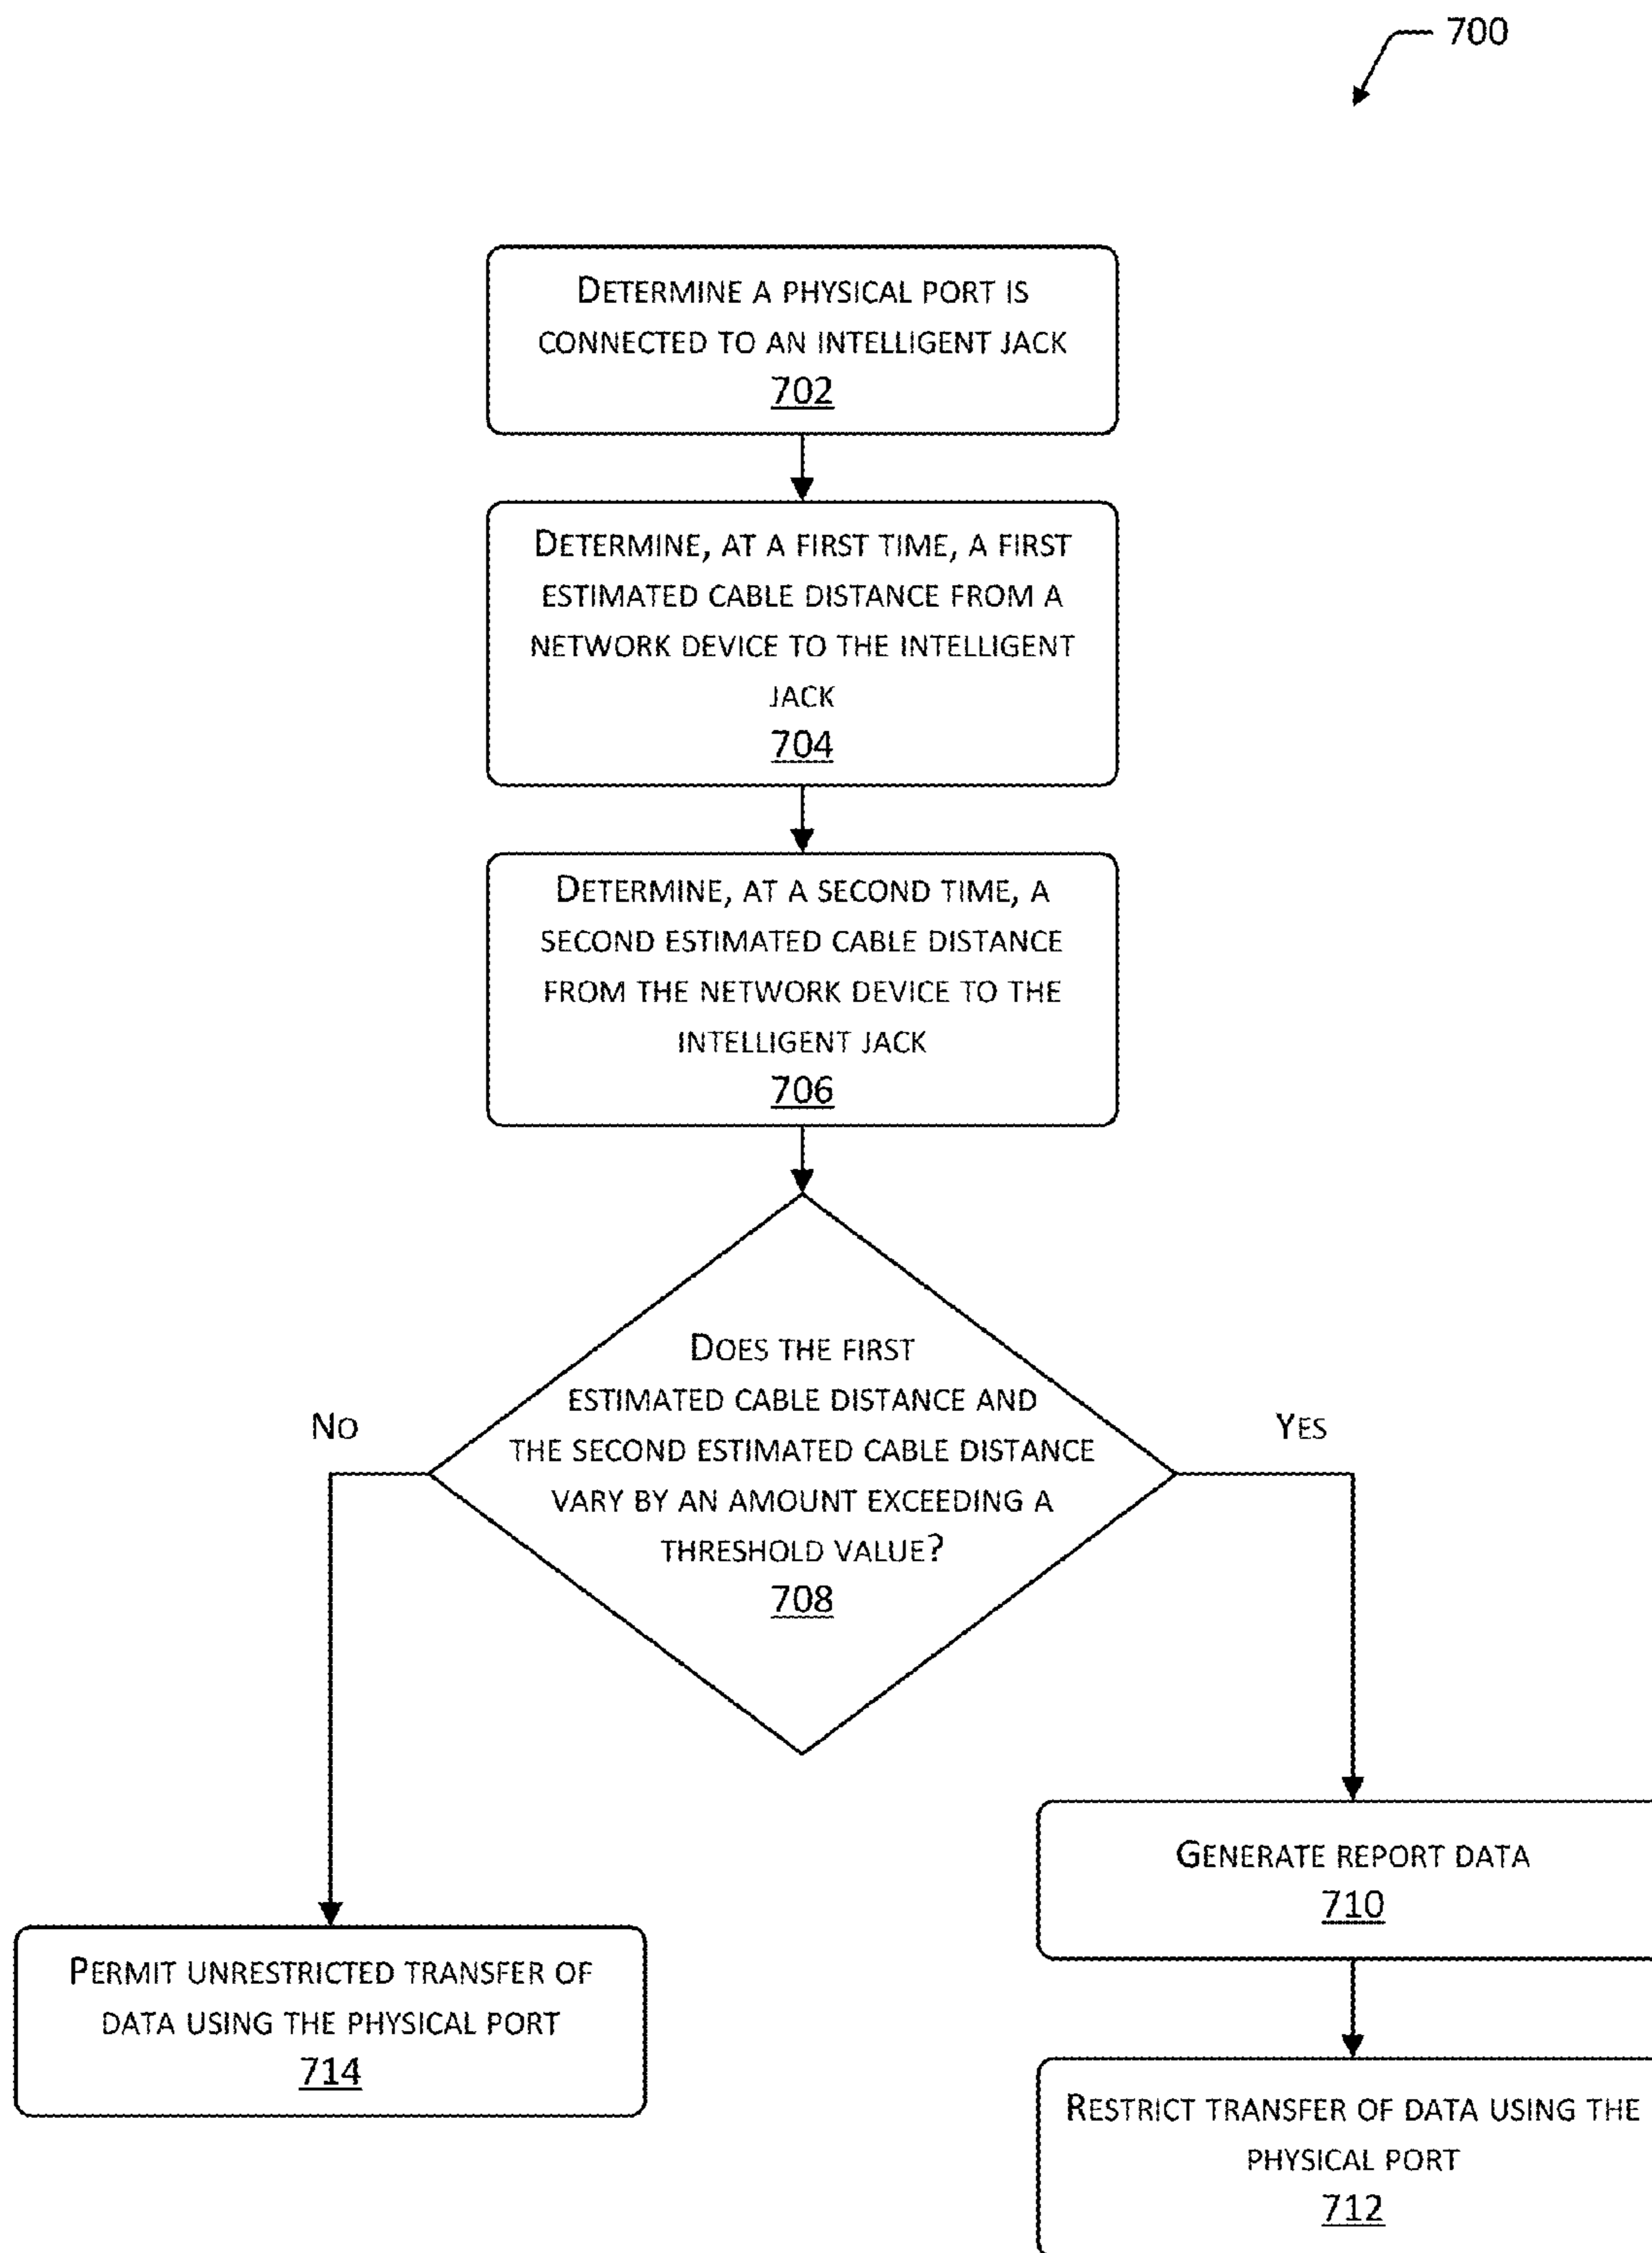 700
DETERMINE A PHYSICAL PORT IS
CONNECTED TO AN INTELLIGENT JACK
702
DETERMINE, AT A FIRST TIME, A FIRST
ESTIMATED CABLE DISTANCE FROM A
NETWORK DEVICE TO THE INTELLIGENT
JACK
704
DETERMINE, AT A SECOND TIME, A
SECOND ESTIMATED CABLE DISTANCE
FROM THE NETWORK DEVICE TO THE
INTELLIGENT JACK
706
DOES THE FIRST
ESTIMATED CABLE DISTANCE AND
THE SECOND ESTIMATED CABLE DISTANCE
VARY BY AN AMOUNT EXCEEDING A
THRESHOLD VALUE?
708
NO
YES
GENERATE REPORT DATA
710
PERMIT UNRESTRICTED TRANSFER OF
DATA USING THE PHYSICAL PORT
714
RESTRICT TRANSFER OF DATA USING THE
PHYSICAL PORT
712